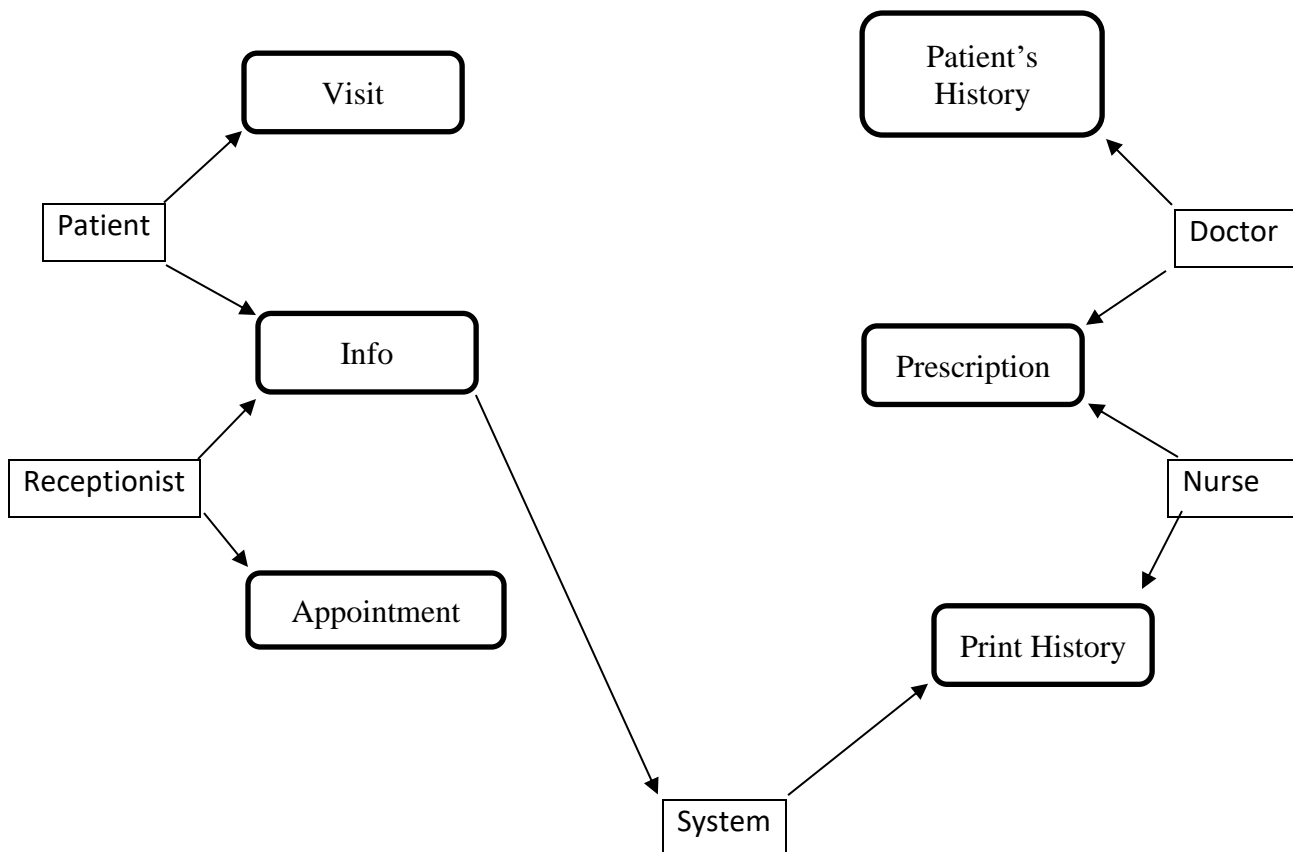 Patient’s
History
Visit
Patient
Doctor
Info
Prescription
Receptionist
Nurse
Appointment
Print History
System